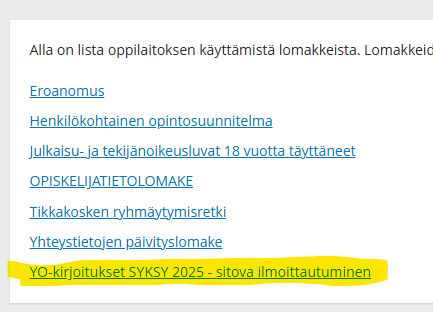 Alla on lista oppilaitoksen käyttämistä lomakkeista.
Eroanomus
Henkilökohtainen opintosuunnitelma
Julkaisu- ja tekijänoikeusluvat 18 vuotta täyttäneet
OPISKELIJATIETOLOMAKE
Tikkakosken ryhmäytymisretki
Yhteystietojen päivityslomake
YO-kirjoitukset SYKSY 2025 - sitova ilmoittautuminen